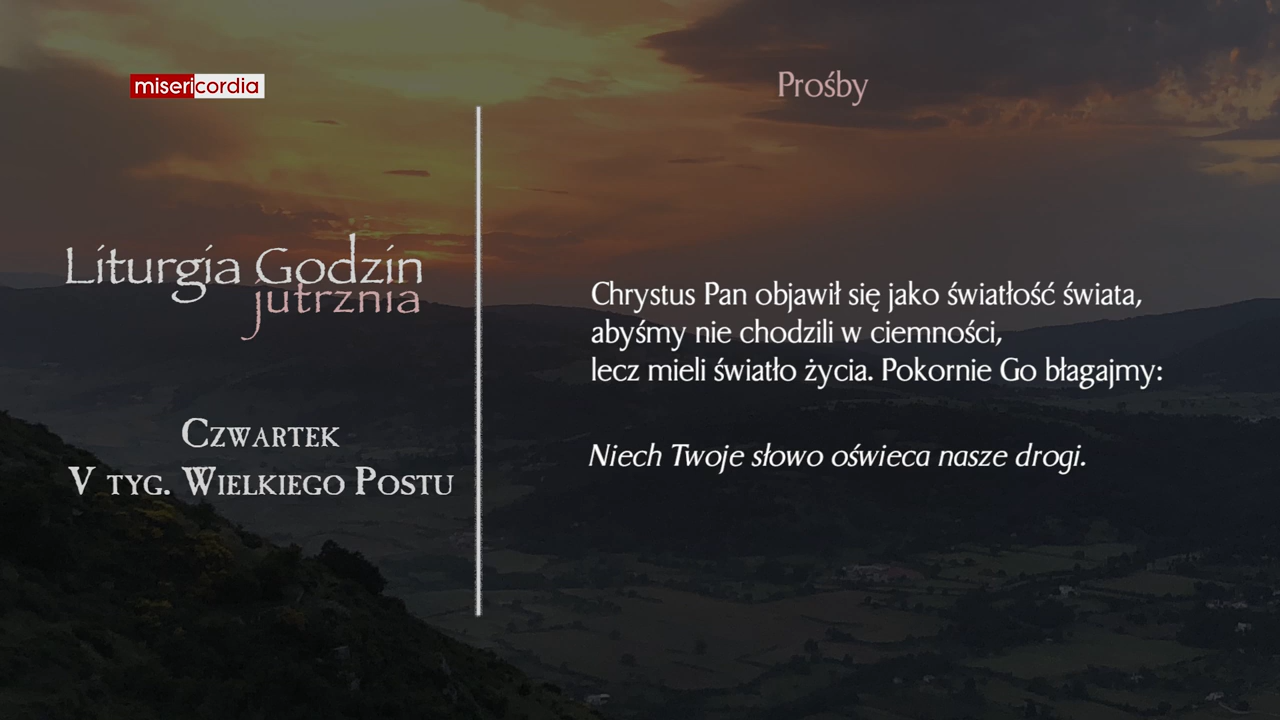 misericordia
Liturgia Godzin
jutrznia
Czwartek
V tyg. Wielkiego Postu
Prośby
Chrystus Pan objawił się jako światłość świata,
abyśmy nie chodzili w ciemności,
lecz mieli światło życia. Pokornie Go błagajmy:
Niech Twoje słowo oświeca nasze drogi.